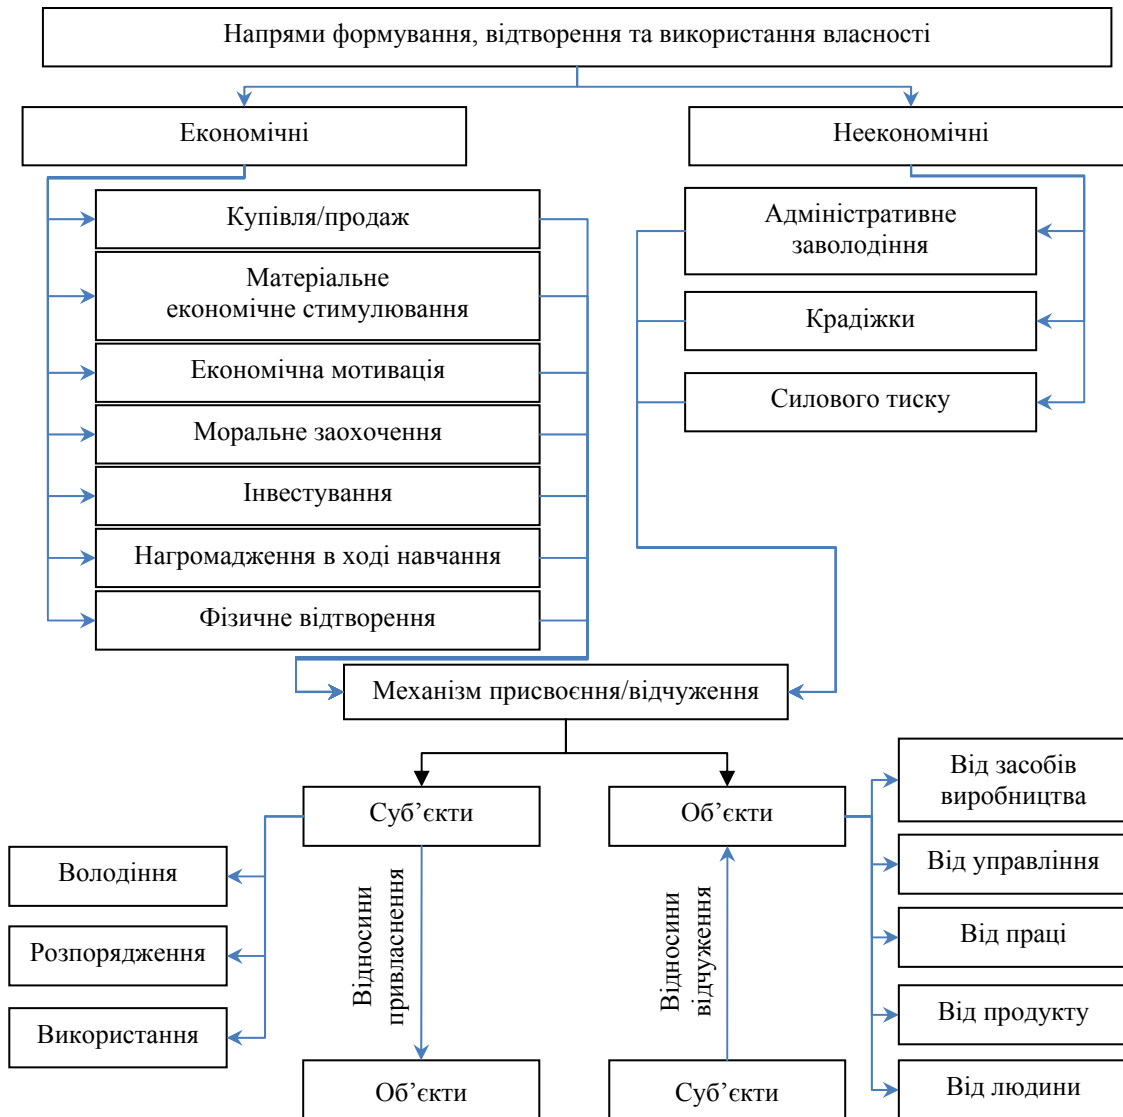 Напрями формування, відтворення та використання власності
Економічні
Неекономічні
Купівля/продаж
Матеріальне
економічне стимулювання
Економічна мотивація
Моральне заохочення
Інвестування
Нагромадження в ході навчання
Фізичне відтворення
Адміністративне
заволодіння
Крадіжки
Силового тиску
Механізм присвоєння/відчуження
Суб’єкти
Об’єкти
Володіння
Розпорядження
Використання
Відносини
привласнення
Відносини
відчуження
Від засобів
виробництва
Від управління
Від праці
Від продукту
Від людини
Об’єкти
Суб’єкти